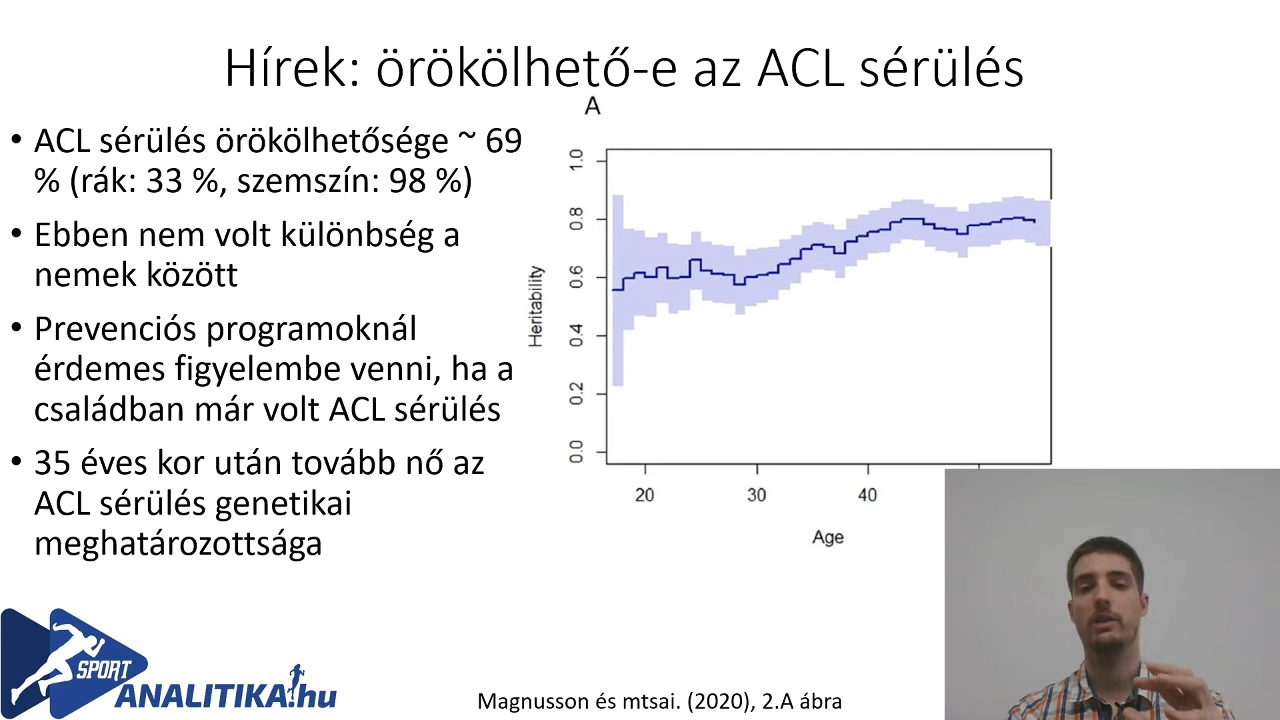 Hírek: örökölhető-e az ACL sérülés
• ACL sérülés örökölhetősége ~ 69
% (rák: 33 %, szemszín: 98 %)
• Ebben nem volt különbség a
nemek között
• Prevenciós programoknál
érdemes figyelembe venni, ha a
családban már volt ACL sérülés
• 35 éves kor után tovább nő az
ACL sérülés genetikai
meghatározottsága
A
Heritability
1.0
0.8
0.6
0.4
0.2
0.0
20 30 40
Age
SPORT
ANALITIKA.hu
Magnusson és mtsai. (2020), 2.A ábra